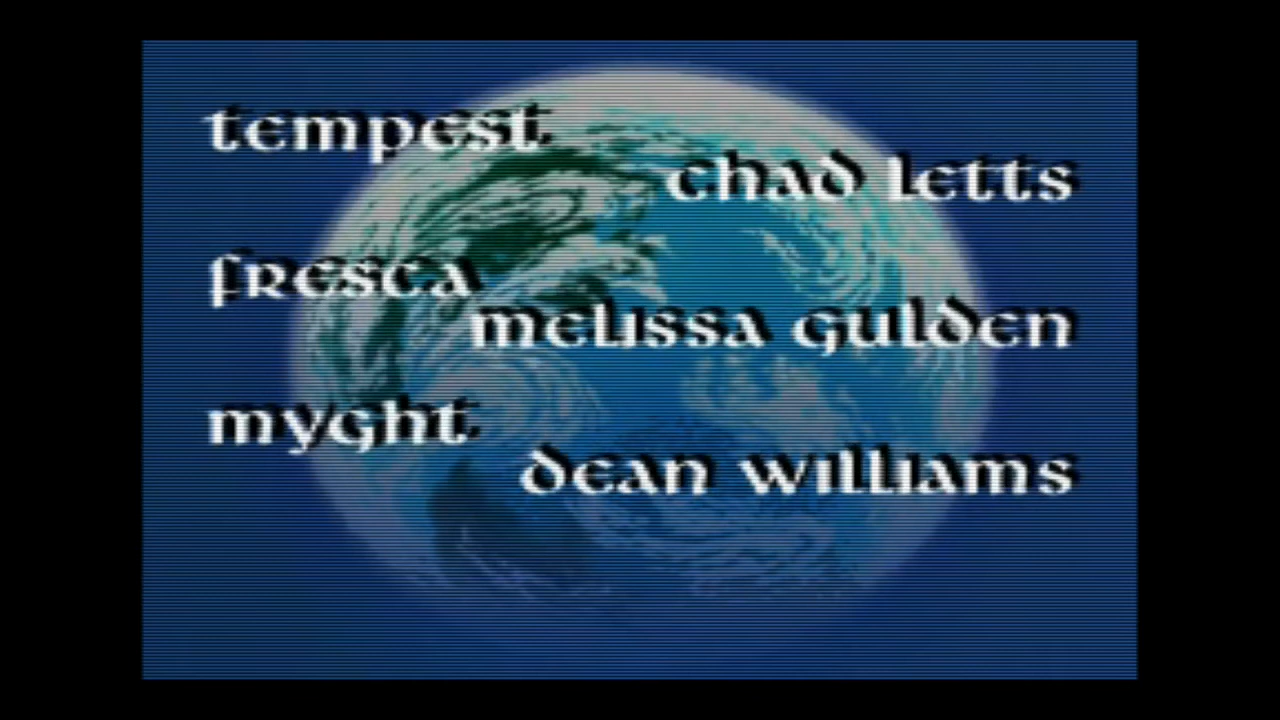 tempest
chad letts
fresca
melissa gulden
myght
dean williams